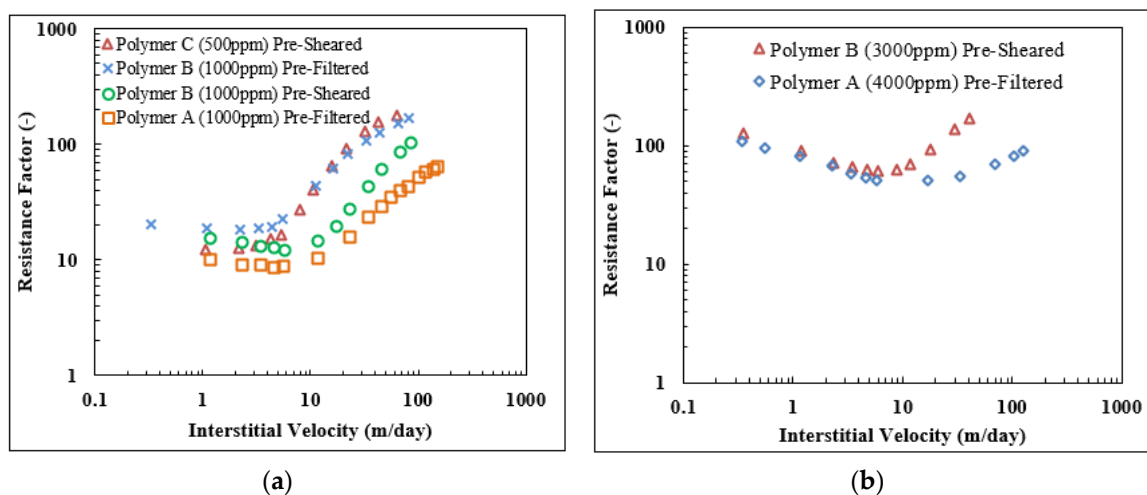 1000
100
10
1
Resistance Factor (-)
Polymer C (500ppm) Pre-Sheared
Polymer B (1000ppm) Pre-Filtered
Polymer B (1000ppm) Pre-Sheared
Polymer A (1000ppm) Pre-Filtered
0.1 1 10 100 1000
Interstitial Velocity (m/day)
(a)
1000
100
10
1
Resistance Factor (-)
Polymer B (3000ppm) Pre-Sheared
Polymer A (4000ppm) Pre-Filtered
0.1 1 10 100 1000
Interstitial Velocity (m/day)
(b)